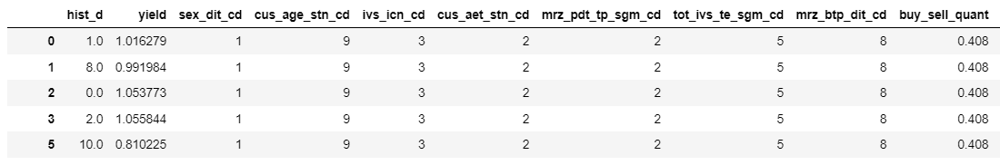 hist_d yield sex_dit_cd cus_age_stn_cd ivs_icn_cd cus_aet_stn_cd mrz_pdt_tp_sgm_cd tot_ivs_te_sgm_cd mrz_btp_dit_cd buy_sell_quant
0 1.0 1.016279 1 9 3 2 2 5 8 0.408
1 8.0 0.991984 1 9 3 2 2 5 8 0.408
2 0.0 1.053773 1 9 3 2 2 5 8 0.408
3 2.0 1.055844 1 9 3 2 2 5 8 0.408
5 10.0 0.810225 1 9 3 2 2 5 8 0.408